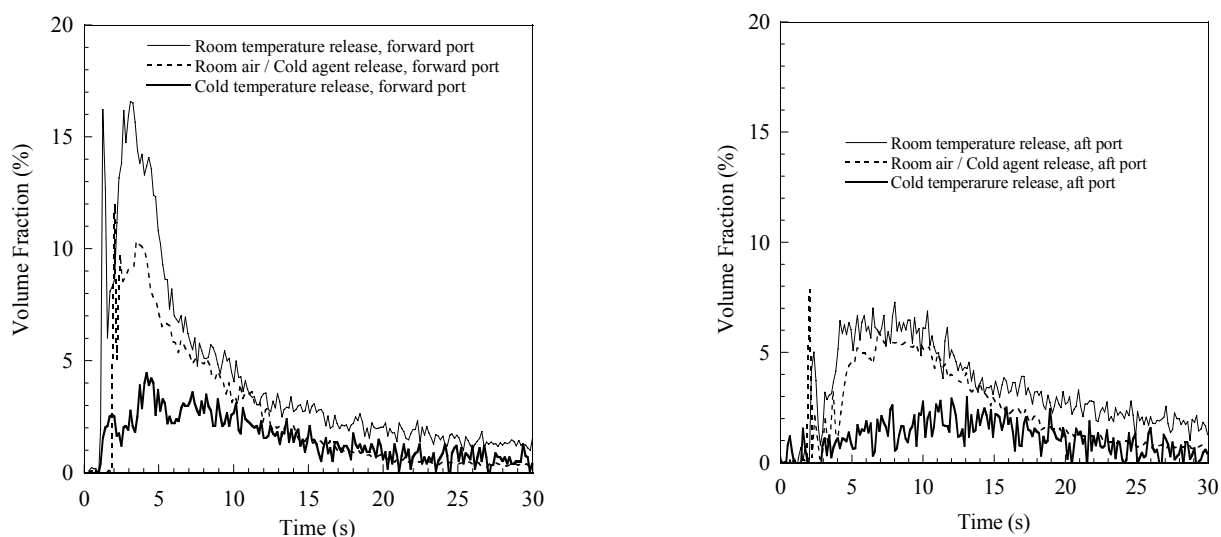 20
15
10
5
0
Volume Fraction (%)
Room temperature release, forward port
Room air / Cold agent release, forward port
Cold temperature release, forward port
0 5 10 15 20 25 30
Time (s)
20
15
10
5
0
Volume Fraction (%)
Room temperature release, aft port
Room air / Cold agent release, aft port
Cold temperarure release, aft port
0 5 10 15 20 25 30
Time (s)